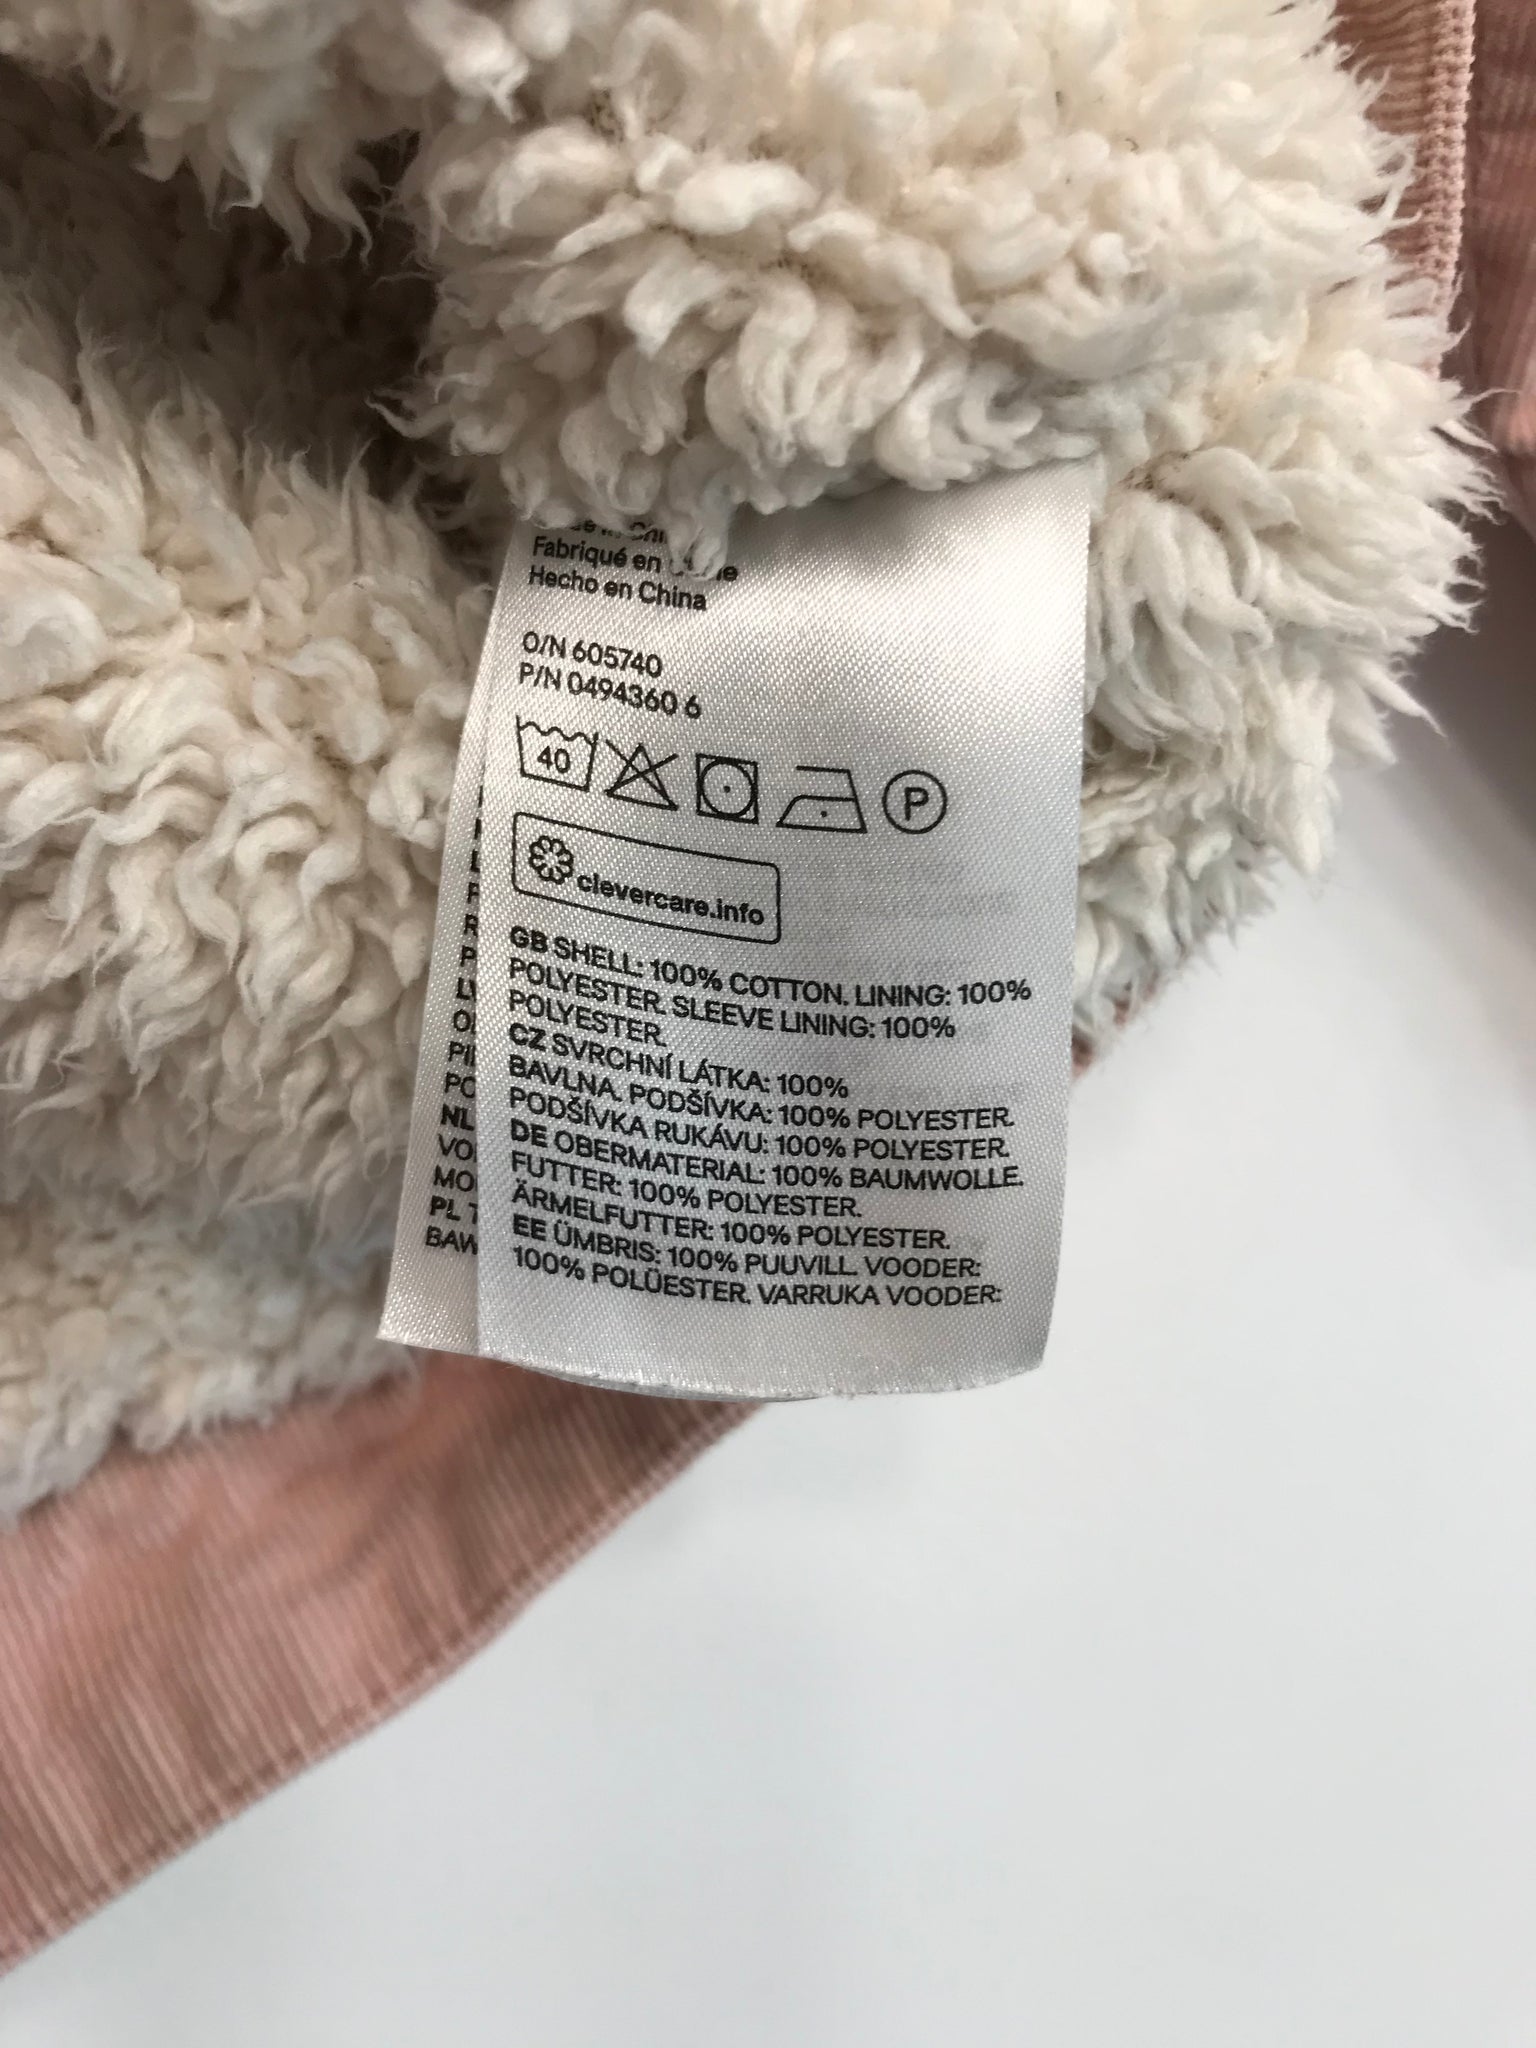 Fabriqué en
Hecho en China
O/N 605740
P/N 0494360 6
40
P
clevercare.info
GB SHELL: 100% COTTON. LINING: 100%
POLYESTER. SLEEVE LINING: 100%
POLYESTER.
CZ SVRCHNÍ LÁTKA: 100%
BAVLNA. PODŠÍVKA: 100% POLYESTER.
PODŠÍVKA RUKÁVU: 100% POLYESTER.
DE OBERMATERIAL: 100% BAUMWOLLE.
FUTTER: 100% POLYESTER.
ÄRMELFUTTER: 100% POLYESTER.
EE ÜMBRIS: 100% PUUVILL. VOODER:
100% POLÜESTER. VARRUKA VOODER:
NL
PL